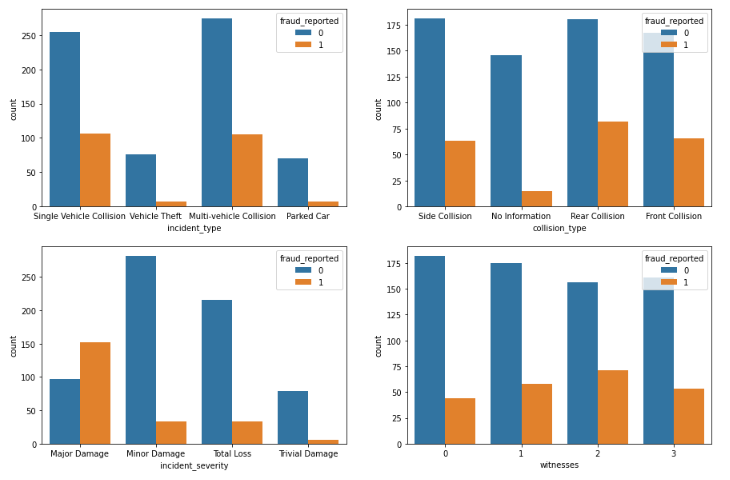 fraud_reported
0
1
250
200
150
100
50
0
count
Single Vehicle Collision Vehicle Theft Multi-vehicle Collision Parked Car
incident_type
fraud_reported
0
1
175
150
125
100
75
50
25
0
count
Side Collision No Information Rear Collision Front Collision
collision_type
fraud_reported
0
1
250
200
150
100
50
0
count
Major Damage Minor Damage Total Loss Trivial Damage
incident_severity
fraud_reported
0
1
175
150
125
100
75
50
25
0
count
0 1 2 3
witnesses